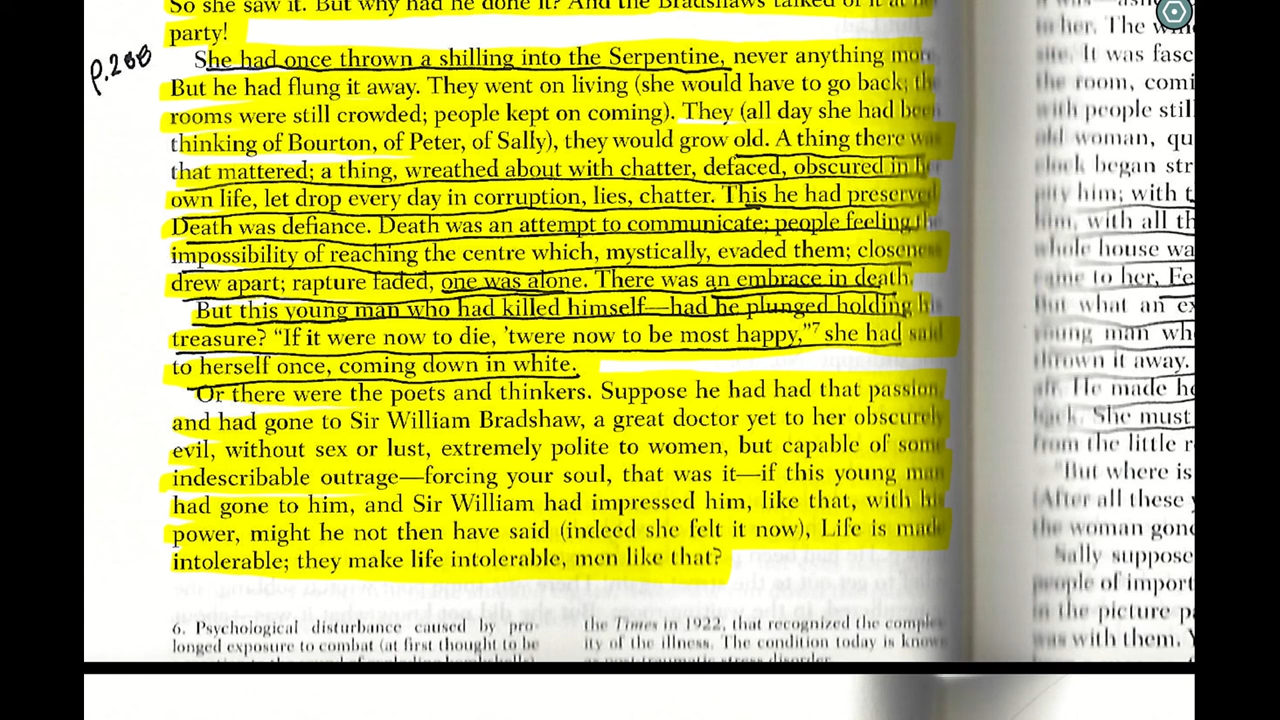 So she saw it. But why had he done it? And the Bradshaws talked of it at her
party!
p.288
She had once thrown a shilling into the Serpentine, never anything more.
But he had flung it away. They went on living (she would have to go back; the
rooms were still crowded; people kept on coming). They (all day she had been
thinking of Bourton, of Peter, of Sally), they would grow old. A thing there was
that mattered; a thing, wreathed about with chatter, defaced, obscured in her
own life, let drop every day in corruption, lies, chatter. This he had preserved.
Death was defiance. Death was an attempt to communicate; people feeling the
impossibility of reaching the centre which, mystically, evaded them; closeness
drew apart; rapture faded, one was alone. There was an embrace in death.
But this young man who had killed himself—had he plunged holding his
treasure? “If it were now to die, ’twere now to be most happy,”7 she had said
to herself once, coming down in white.
Or there were the poets and thinkers. Suppose he had had that passion,
and had gone to Sir William Bradshaw, a great doctor yet to her obscurely
evil, without sex or lust, extremely polite to women, but capable of some
indescribable outrage—forcing your soul, that was it—if this young man
had gone to him, and Sir William had impressed him, like that, with his
power, might he not then have said (indeed she felt it now), Life is made
intolerable; they make life intolerable, men like that?
6. Psychological disturbance caused by pro-
longed exposure to combat (at first thought to be
the Times in 1922, that recognized the complex-
ity of the illness. The condition today is known
as post-traumatic stress disorder.
to her. The
It was
the room,
with people still
old woman,
clock began
pity him; with
him, with all
whole house
came to her,
But what an
young man
thrown it away.
He made
back. She must
from the little
"But where is
(After all these
the woman
Sally
people of
in the picture
was with them.